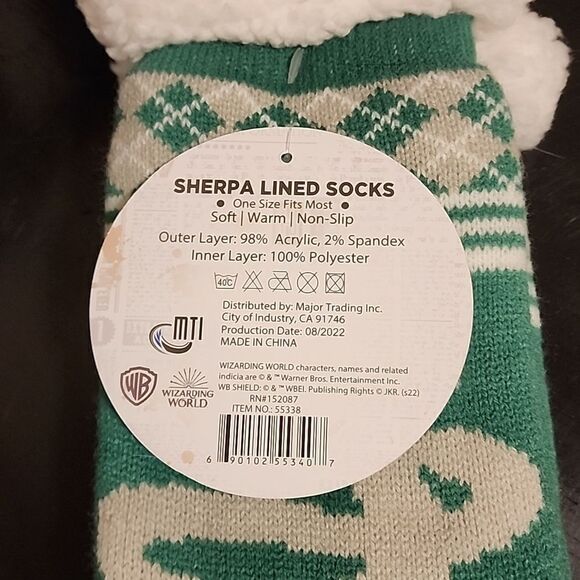 SHERPA LINED SOCKS
• One Size Fits Most •
Soft | Warm | Non-Slip
Outer Layer: 98% Acrylic, 2% Spandex
Inner Layer: 100% Polyester
40°C
Distributed by: Major Trading Inc.
City of Industry, CA 91746
Production Date: 08/2022
MADE IN CHINA
MTI
WIZARDING WORLD characters, names and related
indicia are © & ™ Warner Bros. Entertainment Inc.
WB SHIELD: © & ™ WBEI. Publishing Rights © JKR. (s22)
RN#152087
ITEM NO.: 55338
WB
WIZARDING
WORLD
6 90102 55340 7